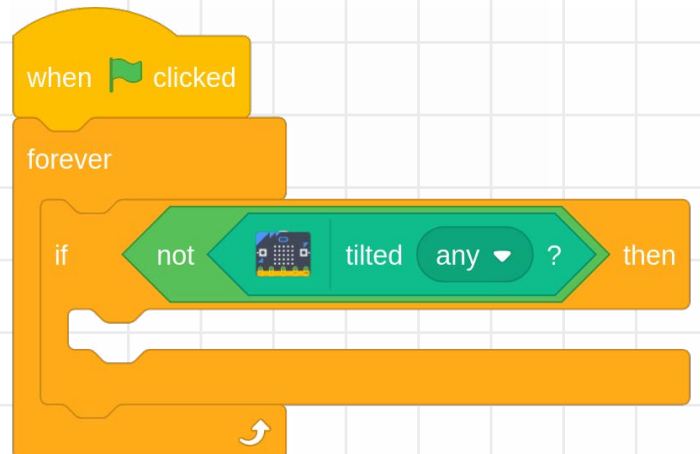 when clicked
forever
if not tilted any ? then